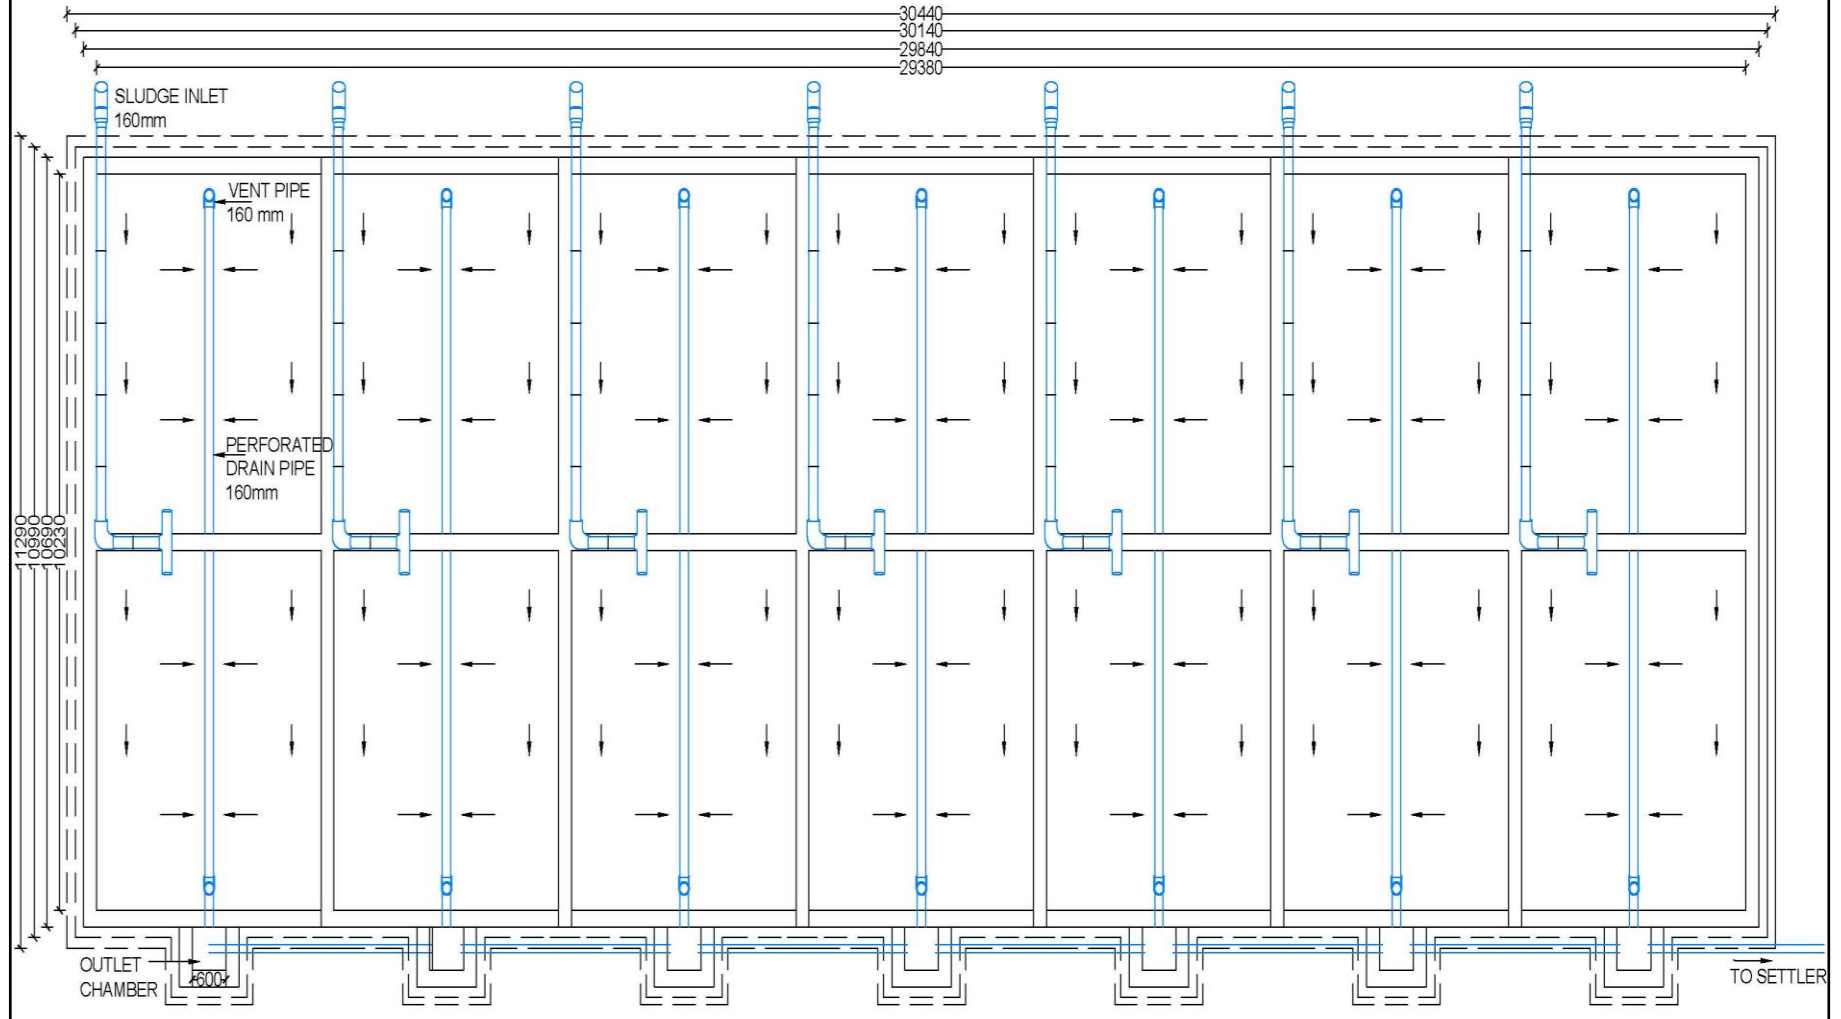 30440
30140
29840
29380
SLUDGE INLET
160mm
VENT PIPE
160 mm
PERFORATED
DRAIN PIPE
160mm
11290
10990
10690
10230
OUTLET
CHAMBER
600
TO SETTLER